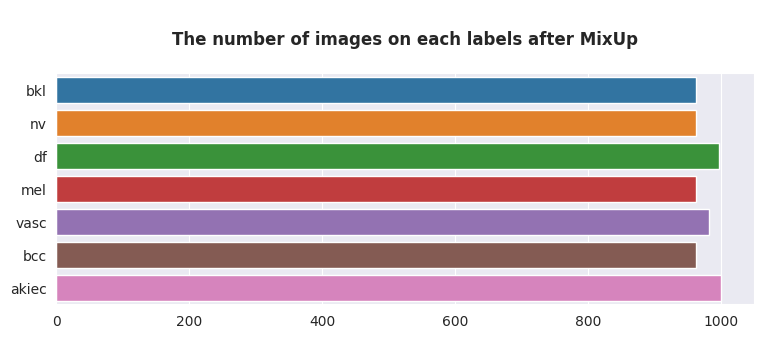 The number of images on each labels after MixUp
bkl
nv
df
mel
vasc
bcc
akiec
0 200 400 600 800 1000